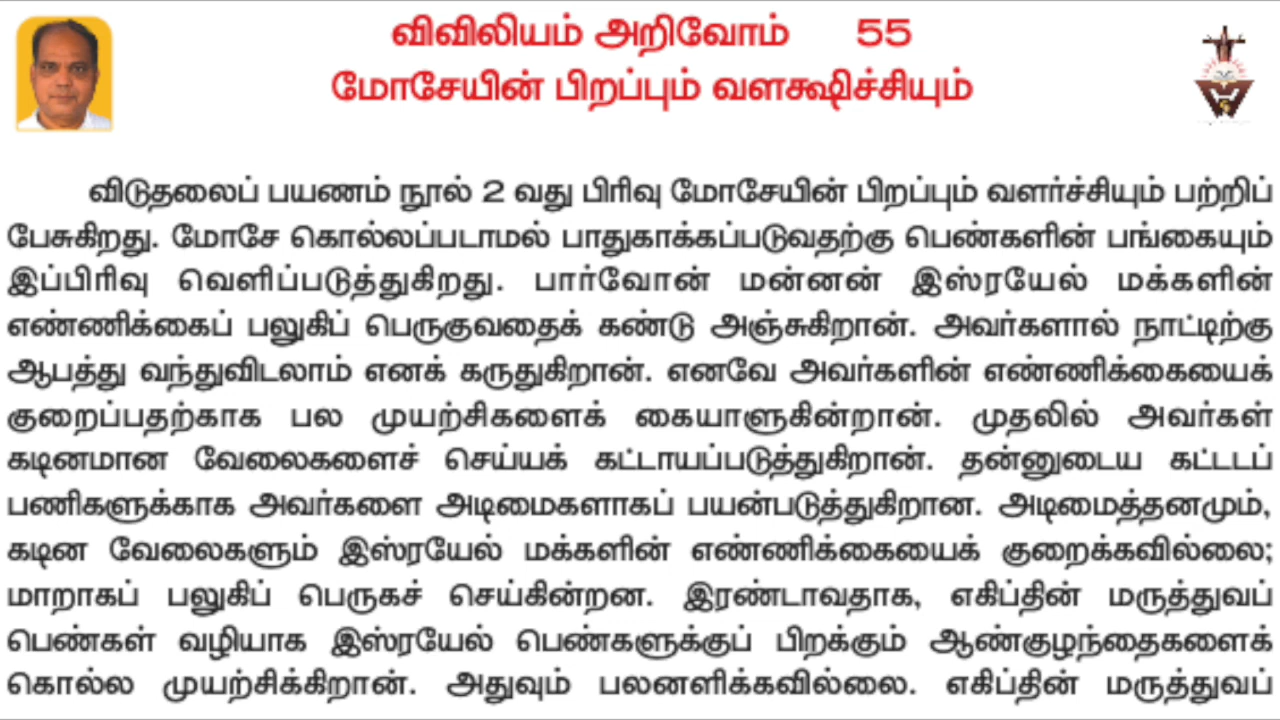 விவிலியம் அறிவோம் 55
மோசேயின் பிறப்பும் வளக்ஷிச்சியும்
விடுதலைப் பயணம் நூல் 2 வது பிரிவு மோசேயின் பிறப்பும் வளர்ச்சியும் பற்றிப்
பேசுகிறது. மோசே கொல்லப்படாமல் பாதுகாக்கப்படுவதற்கு பெண்களின் பங்கையும்
இப்பிரிவு வெளிப்படுத்துகிறது. பார்வோன் மன்னன் இஸ்ரயேல் மக்களின்
எண்ணிக்கைப் பலுகிப் பெருகுவதைக் கண்டு அஞ்சுகிறான். அவர்களால் நாட்டிற்கு
ஆபத்து வந்துவிடலாம் எனக் கருதுகிறான். எனவே அவர்களின் எண்ணிக்கையைக்
குறைப்பதற்காக பல முயற்சிகளைக் கையாளுகின்றான். முதலில் அவர்கள்
கடினமான வேலைகளைச் செய்யக் கட்டாயப்படுத்துகிறான். தன்னுடைய கட்டடப்
பணிகளுக்காக அவர்களை அடிமைகளாகப் பயன்படுத்துகிறான. அடிமைத்தனமும்,
கடின வேலைகளும் இஸ்ரயேல் மக்களின் எண்ணிக்கையைக் குறைக்கவில்லை;
மாறாகப் பலுகிப் பெருகச் செய்கின்றன. இரண்டாவதாக, எகிப்தின் மருத்துவப்
பெண்கள் வழியாக இஸ்ரயேல் பெண்களுக்குப் பிறக்கும் ஆண்குழந்தைகளைக்
கொல்ல முயற்சிக்கிறான். அதுவும் பலனளிக்கவில்லை. எகிப்தின் மருத்துவப்